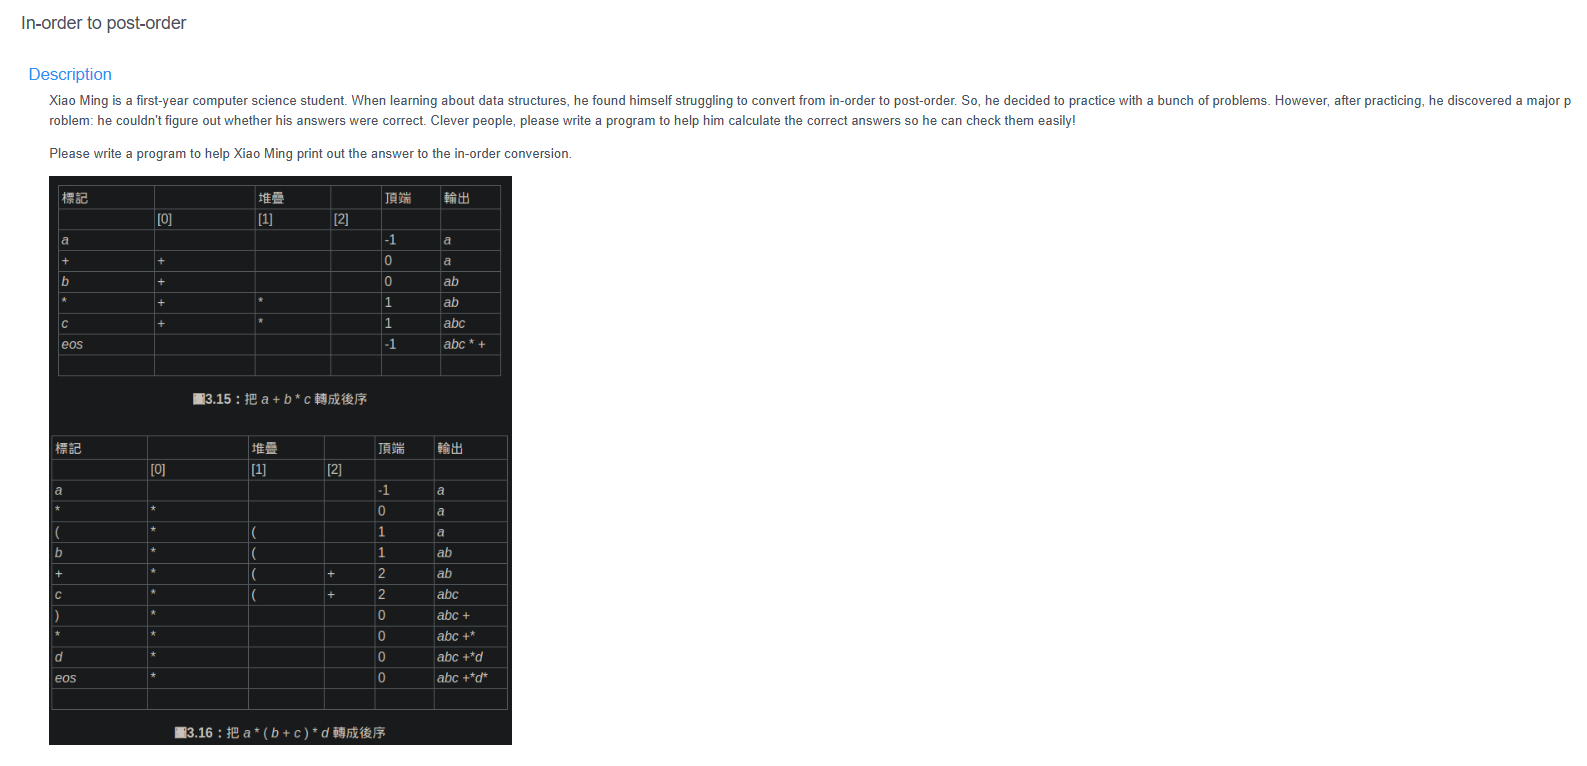 In-order to post-order
Description
Xiao Ming is a first-year computer science student. When learning about data structures, he found himself struggling to convert from in-order to post-order. So, he decided to practice with a bunch of problems. However, after practicing, he discovered a major p
roblem: he couldn't figure out whether his answers were correct. Clever people, please write a program to help him calculate the correct answers so he can check them easily!
Please write a program to help Xiao Ming print out the answer to the in-order conversion.
標記 堆疊 頂端 輸出
[0] [1] [2]
a -1 a
+ + 0 a
b + 0 ab
* + * 1 ab
c + * 1 abc
eos -1 abc * +
圖3.15：把 a + b * c 轉成後序
標記 堆疊 頂端 輸出
[0] [1] [2]
a -1 a
* * 0 a
( * ( 1 a
b * ( 1 ab
+ * ( + 2 ab
c * ( + 2 abc
) * 0 abc +
* * 0 abc +*
d * 0 abc +*d
eos * 0 abc +*d*
圖3.16：把 a * ( b + c ) * d 轉成後序